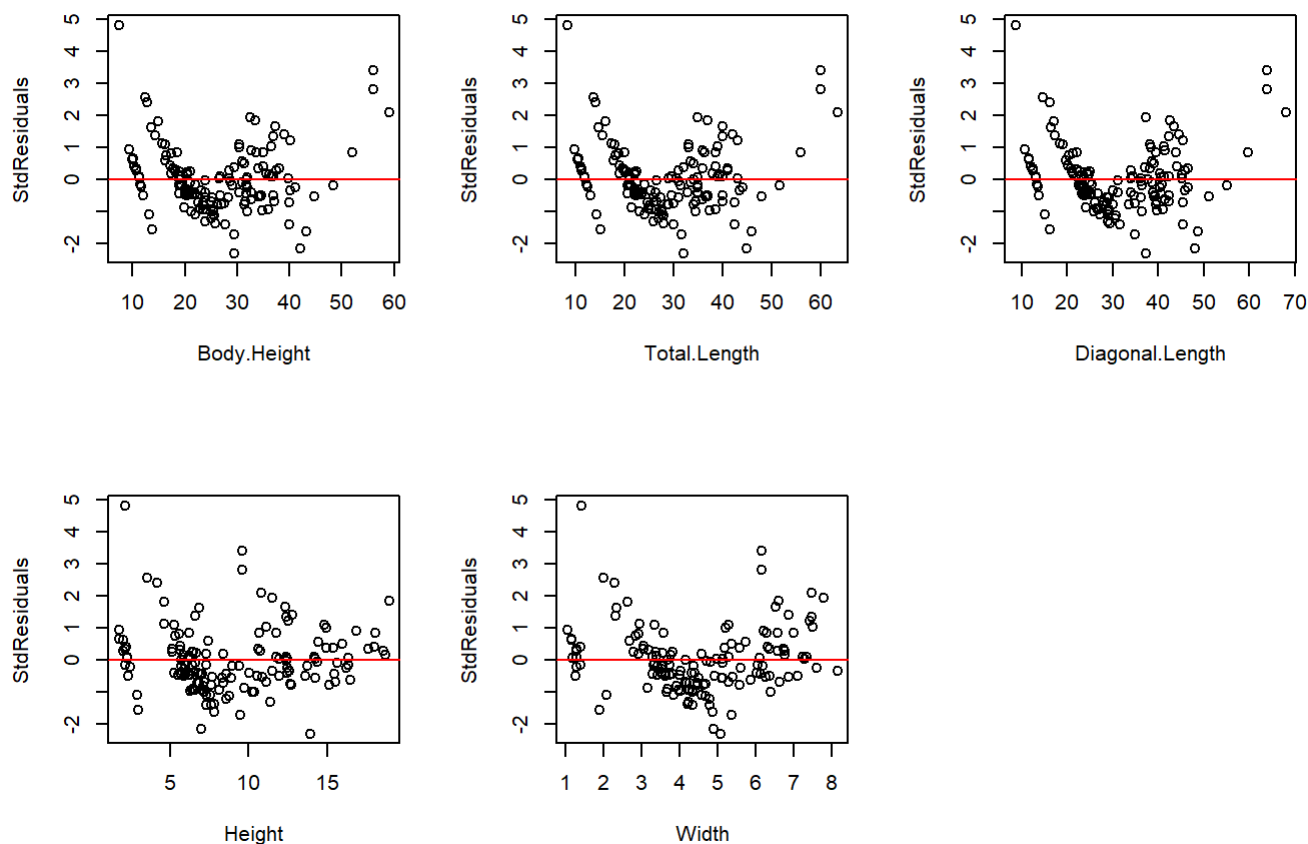 StdResiduals
-2 0 1 2 3 4 5
10 20 30 40 50 60
Body.Height
StdResiduals
-2 0 1 2 3 4 5
10 20 30 40 50 60
Total.Length
StdResiduals
-2 0 1 2 3 4 5
10 20 30 40 50 60 70
Diagonal.Length
StdResiduals
-2 0 1 2 3 4 5
5 10 15
Height
StdResiduals
-2 0 1 2 3 4 5
1 2 3 4 5 6 7 8
Width